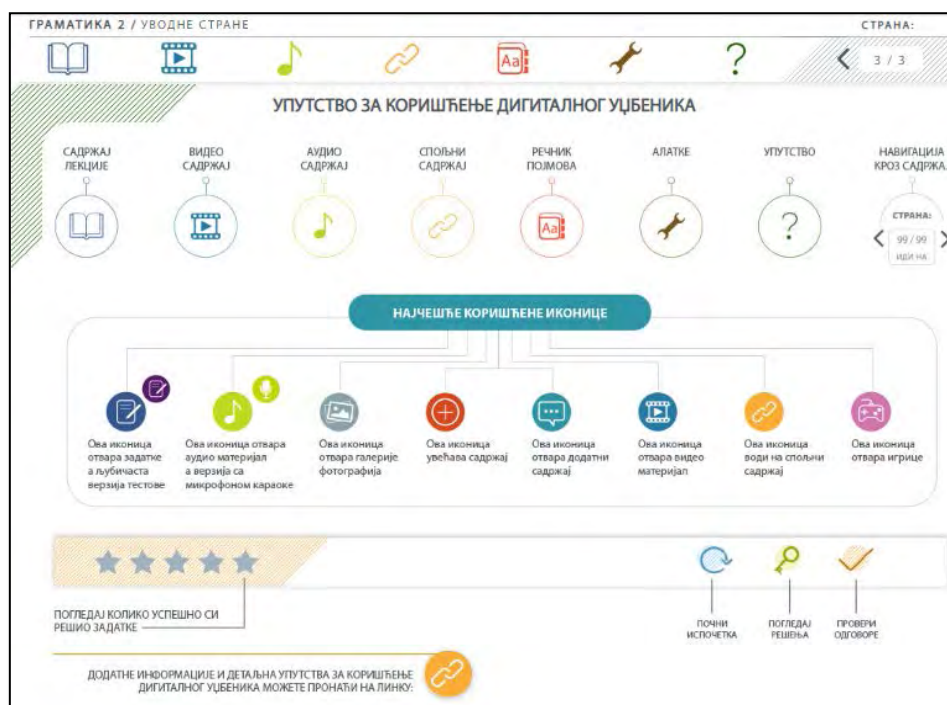 ГРАМАТИКА 2 / УВОДНЕ СТРАНЕ
СТРАНА:
Aa
?
3 / 3
УПУТСТВО ЗА КОРИШЋЕЊЕ ДИГИТАЛНОГ УЏБЕНИКА
САДРЖАЈ
ЛЕКЦИЈЕ
ВИДЕО
САДРЖАЈ
АУДИО
САДРЖАЈ
СПОЉНИ
САДРЖАЈ
РЕЧНИК
ПОЈМОВА
АЛАТКЕ
УПУТСТВО
НАВИГАЦИЈА
КРОЗ САДРЖАЈ
Aa
?
СТРАНА:
99 / 99
ИДИ НА
НАЈЧЕШЋЕ КОРИШЋЕНЕ ИКОНИЦЕ
Ова иконица
отвара задатке
а љубичаста
верзија тестове
Ова иконица отвара
аудио материјал
а верзија са
микрофоном караоке
Ова иконица
отвара галерије
фотографија
Ова иконица
увећава садржај
Ова иконица
отвара додатни
садржај
Ова иконица
отвара видео
материјал
Ова иконица
води на спољни
садржај
Ова иконица
отвара игрице
ПОГЛЕДАЈ КОЛИКО УСПЕШНО СИ
РЕШИО ЗАДАТКЕ
ПОЧНИ
ИСПОЧЕТКА
ПОГЛЕДАЈ
РЕШЕЊА
ПРОВЕРИ
ОДГОВОРЕ
ДОДАТНЕ ИНФОРМАЦИЈЕ И ДЕТАЉНА УПУТСТВА ЗА КОРИШЋЕЊЕ
ДИГИТАЛНОГ УЏБЕНИКА МОЖЕТЕ ПРОНАЋИ НА ЛИНКУ: